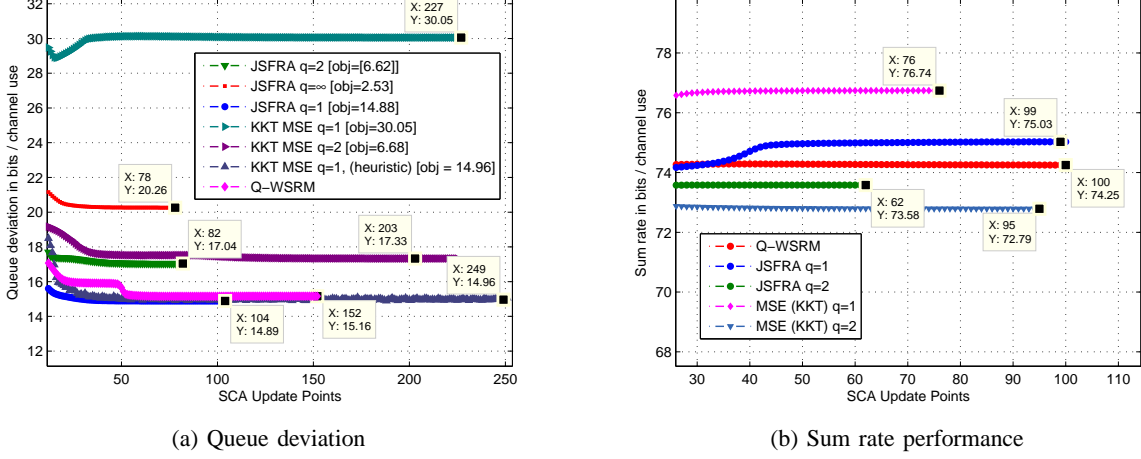 32
30
28
26
24
22
20
18
16
14
12
Queue deviation in bits / channel use
50
100
150
200
250
SCA Update Points
X: 227
Y: 30.05
JSFRA q=2 [obj=[6.62]]
JSFRA q=∞ [obj=2.53]
JSFRA q=1 [obj=14.88]
KKT MSE q=1 [obj=30.05]
KKT MSE q=2 [obj=6.68]
KKT MSE q=1, (heuristic) [obj = 14.96]
Q−WSRM
X: 78
Y: 20.26
X: 82
Y: 17.04
X: 203
Y: 17.33
X: 249
Y: 14.96
X: 104
Y: 14.89
X: 152
Y: 15.16
(a) Queue deviation
78
76
74
72
70
68
Sum rate in bits / channel use
30
40
50
60
70
80
90
100
110
SCA Update Points
X: 76
Y: 76.74
X: 99
Y: 75.03
X: 100
Y: 74.25
X: 62
Y: 73.58
X: 95
Y: 72.79
Q−WSRM
JSFRA q=1
JSFRA q=2
MSE (KKT) q=1
MSE (KKT) q=2
(b) Sum rate performance